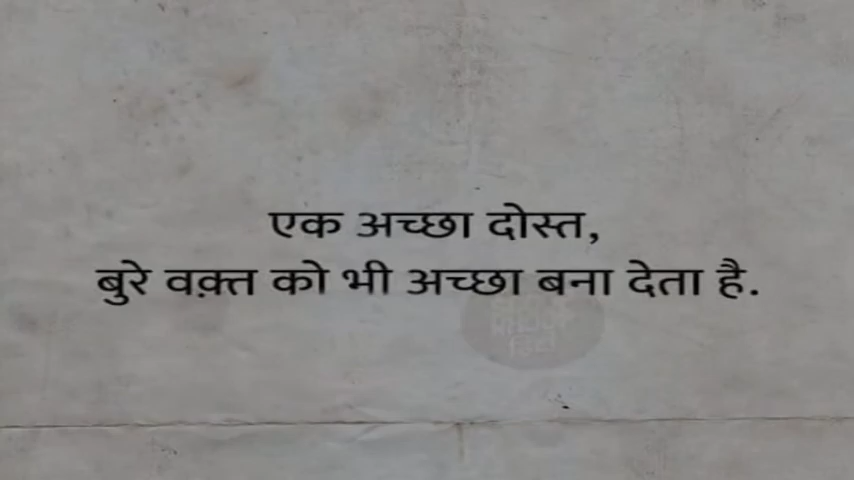 एक अच्छा दोस्त,
बुरे वक़्त को भी अच्छा बना देता है.